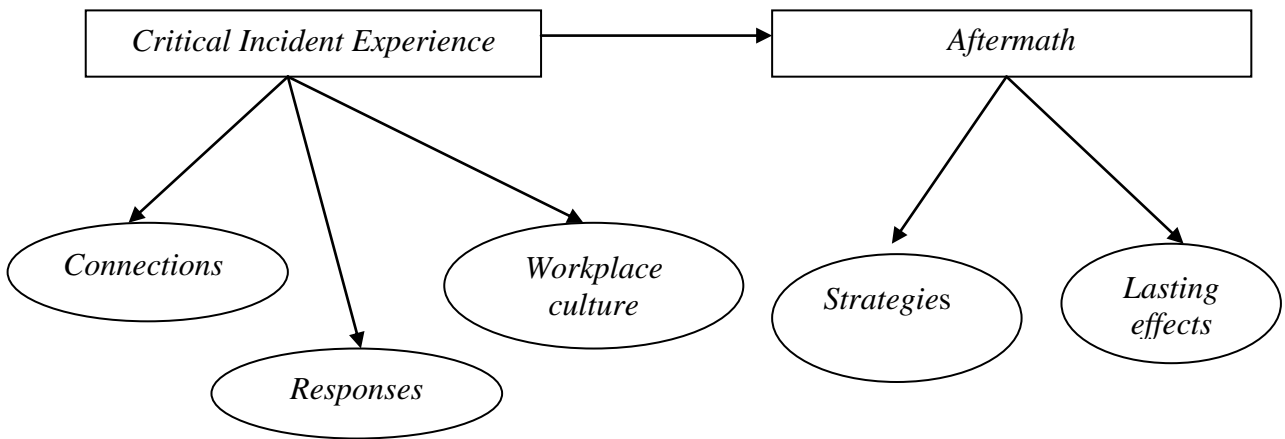 Critical Incident Experience
Aftermath
Connections
Workplace
culture
Strategies
Lasting
effects
Responses